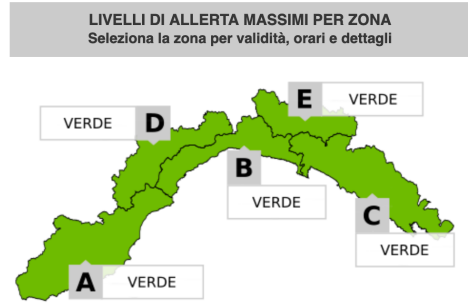 LIVELLI DI ALLERTA MASSIMI PER ZONA
Seleziona la zona per validità, orari e dettagli
E VERDE
VERDE D
B
VERDE
C
VERDE
A VERDE